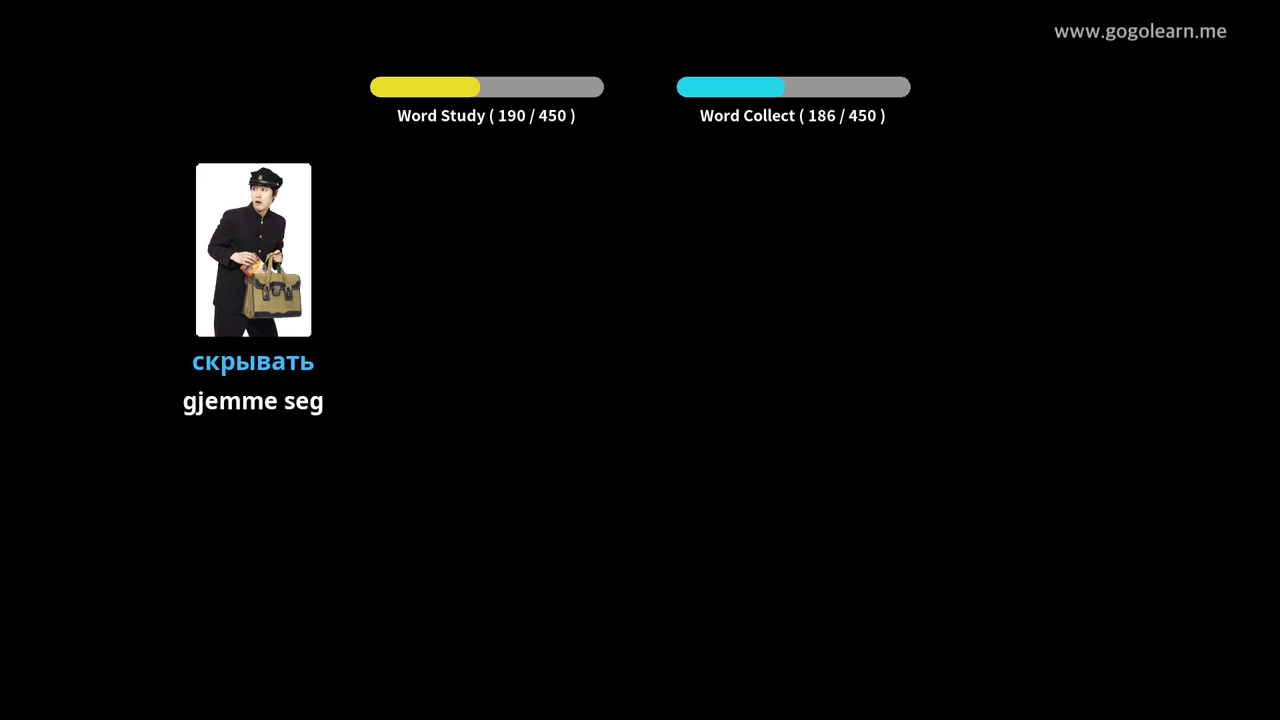 www.gogolearn.me
Word Study ( 190 / 450 )
Word Collect ( 186 / 450 )
скрывать
gjemme seg